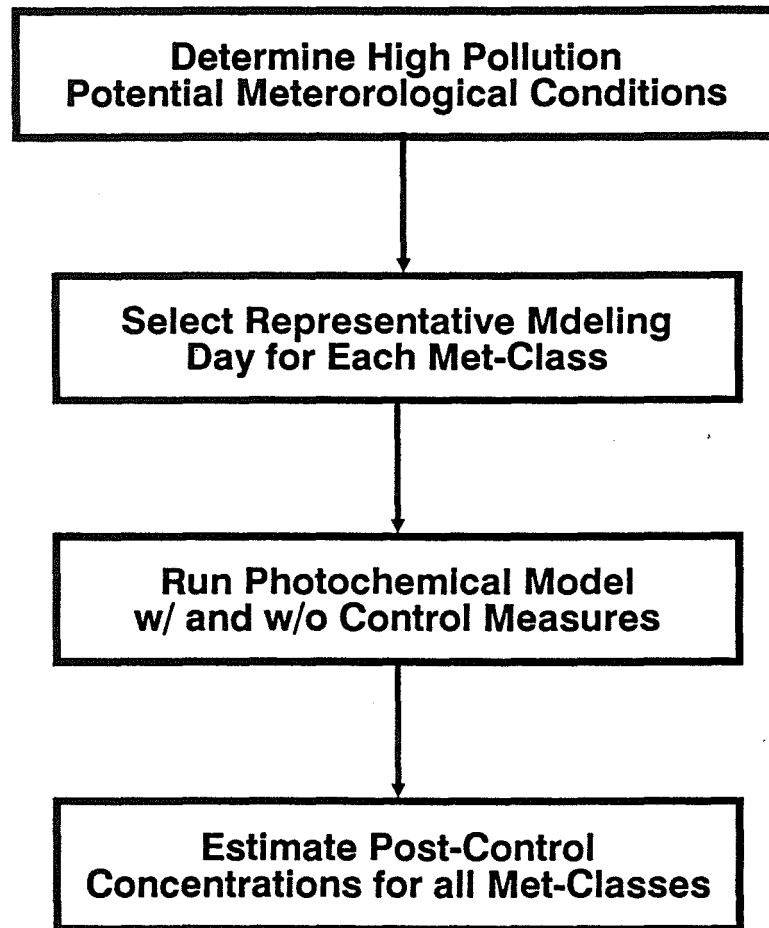 Determine High Pollution
Potential Meterorological Conditions
Select Representative Mdeling
Day for Each Met-Class
Run Photochemical Model
w/ and w/o Control Measures
Estimate Post-Control
Concentrations for all Met-Classes